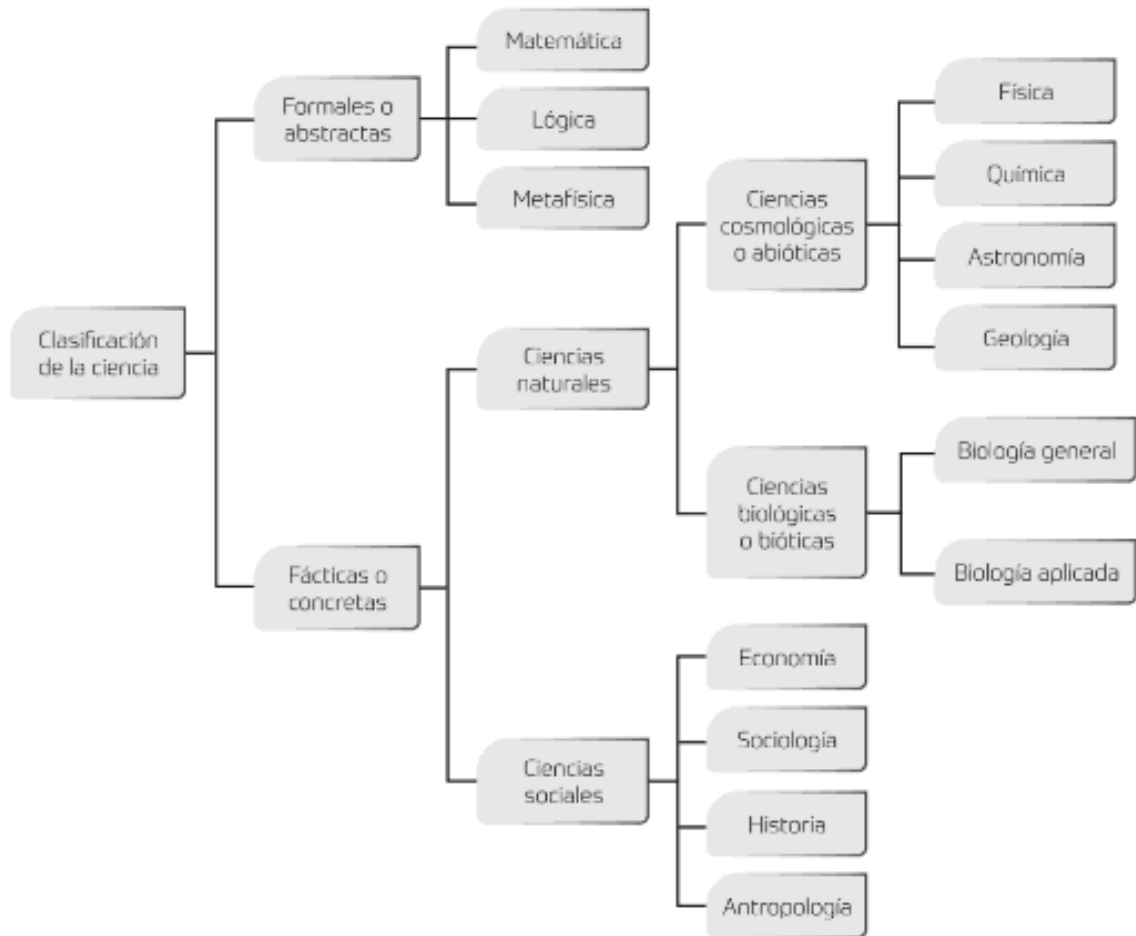 Clasificación
de la ciencia
Formales o
abstractas
Matemática
Lógica
Metafísica
Fácticas o
concretas
Ciencias
naturales
Ciencias
cosmológicas
o abióticas
Física
Química
Astronomía
Geología
Ciencias
biológicas
o bióticas
Biología general
Biología aplicada
Ciencias
sociales
Economía
Sociología
Historia
Antropología